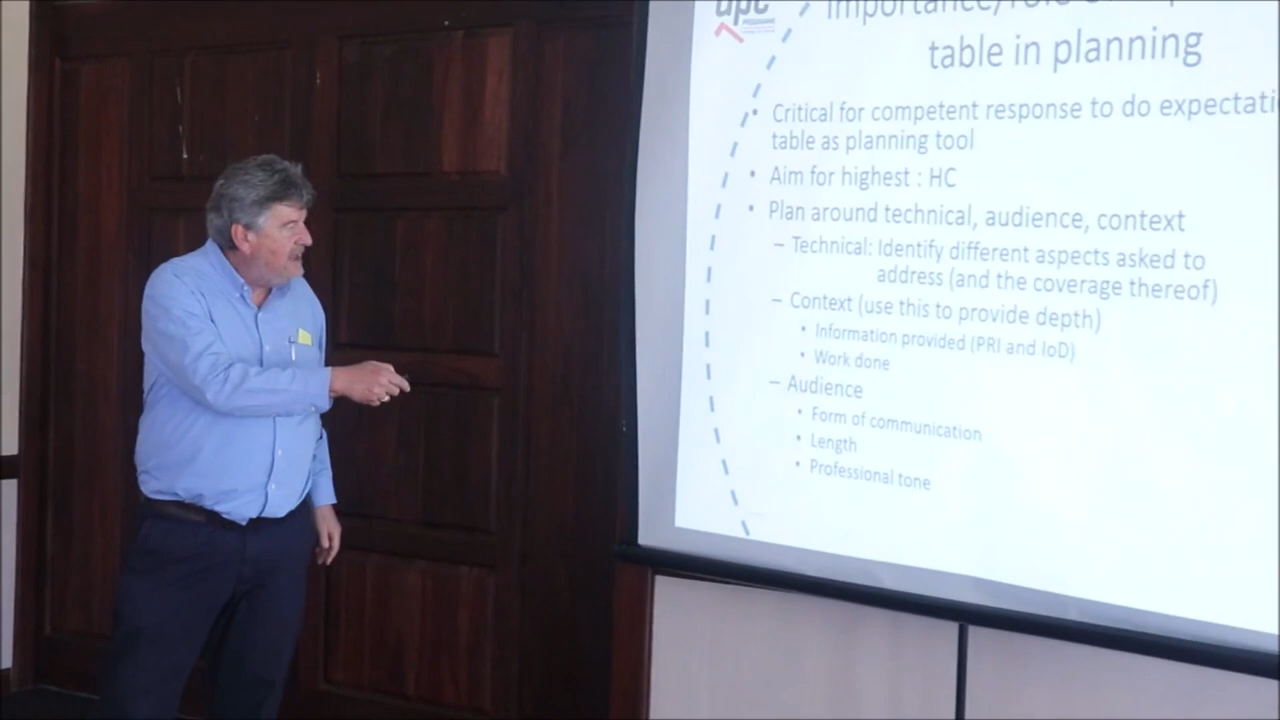 apc
table in planning
Critical for competent response to do
table as planning tool
Aim for highest : HC
Plan around technical, audience, context
– Technical: Identify different aspects asked to
address (and the coverage thereof)
– Context (use this to provide depth)
• Information provided (PRI and IoD)
• Work done
– Audience
• Form of communication
• Length
• Professional tone